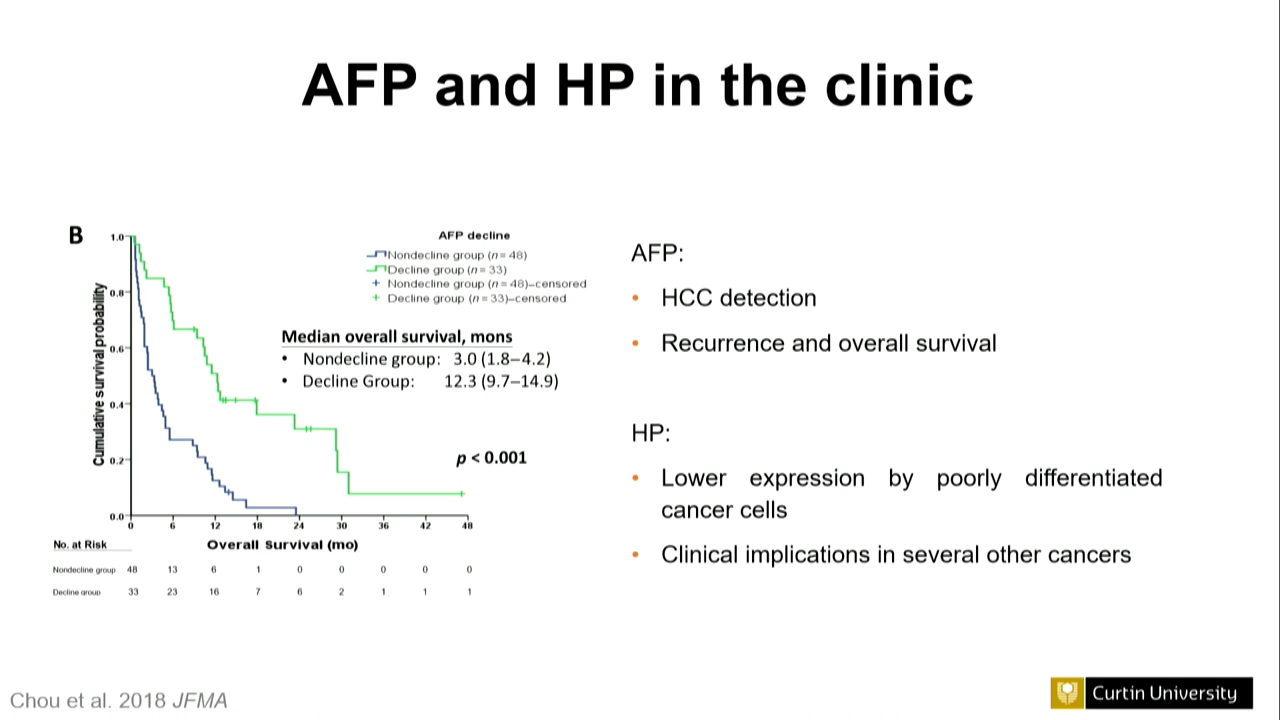 AFP and HP in the clinic
B
AFP decline
Nondecline group (n = 48)
Decline group (n = 33)
+ Nondecline group (n = 48)–censored
+ Decline group (n = 33)–censored
1.0
0.8
0.6
0.4
0.2
0.0
Cumulative survival probability
Median overall survival, mons
• Nondecline group: 3.0 (1.8–4.2)
• Decline Group: 12.3 (9.7–14.9)
p < 0.001
0 6 12 18 24 30 36 42 48
No. at Risk
Overall Survival (mo)
Nondecline group 48 13 6 1 0 0 0 0 0
Decline group 33 23 16 7 6 2 1 1 1
AFP:
• HCC detection
• Recurrence and overall survival
HP:
• Lower expression by poorly differentiated
cancer cells
• Clinical implications in several other cancers
Chou et al. 2018 JFMA
Curtin University